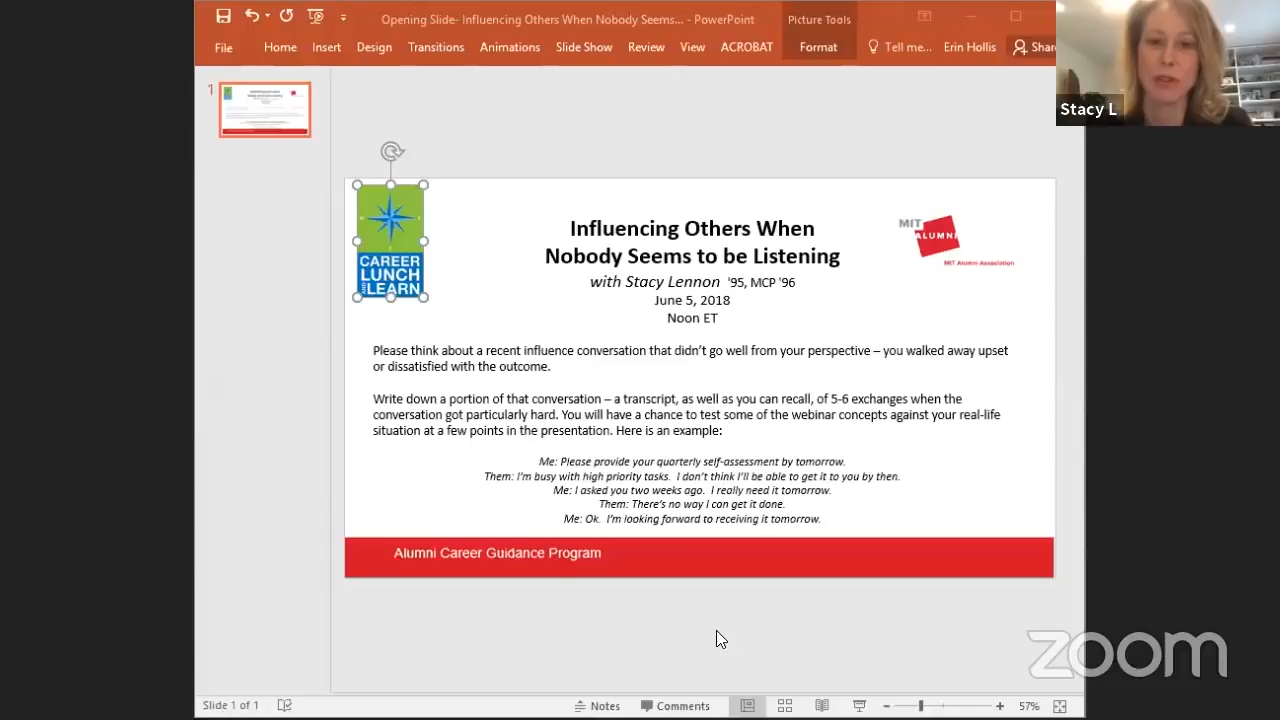 Opening Slide- Influencing Others When Nobody Seems... - PowerPoint
Picture Tools
File Home Insert Design Transitions Animations Slide Show Review View ACROBAT Format Tell me... Erin Hollis Shar
Stacy L
1
CAREER
LUNCH
AND LEARN
Influencing Others When
Nobody Seems to be Listening
with Stacy Lennon '95, MCP '96
June 5, 2018
Noon ET
MIT
ALUMNI
MIT Alumni Association
Please think about a recent influence conversation that didn't go well from your perspective – you walked away upset
or dissatisfied with the outcome.
Write down a portion of that conversation – a transcript, as well as you can recall, of 5-6 exchanges when the
conversation got particularly hard. You will have a chance to test some of the webinar concepts against your real-life
situation at a few points in the presentation. Here is an example:
Me: Please provide your quarterly self-assessment by tomorrow.
Them: I'm busy with high priority tasks. I don't think I'll be able to get it to you by then.
Me: I asked you two weeks ago. I really need it tomorrow.
Them: There's no way I can get it done.
Me: Ok. I'm looking forward to receiving it tomorrow.
Alumni Career Guidance Program
zoom
Slide 1 of 1 Notes Comments 57%